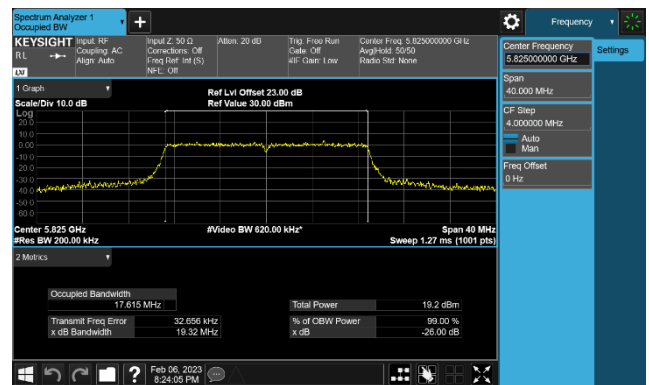 Spectrum Analyzer 1
Occupied BW
Frequency
KEYSIGHT
Input: RF
Input Z: 50 Ω
Atten: 20 dB
Trig: Free Run
Center Freq: 5.825000000 GHz
RL
Coupling: AC
Corrections: Off
Gate: Off
Avg|Hold: 50/50
Align: Auto
Freq Ref: Int (S)
#IF Gain: Low
Radio Std: None
LXI
NFE: Off
Center Frequency
5.825000000 GHz
Settings
Span
40.000 MHz
CF Step
4.000000 MHz
Auto
Man
Freq Offset
0 Hz
1 Graph
Ref Lvl Offset 23.00 dB
Scale/Div 10.0 dB
Ref Value 30.00 dBm
Log
20.0
10.0
0.00
-10.0
-20.0
-30.0
-40.0
-50.0
-60.0
Center 5.825 GHz
#Video BW 620.00 kHz*
Span 40 MHz
#Res BW 200.00 kHz
Sweep 1.27 ms (1001 pts)
2 Metrics
Occupied Bandwidth
17.615 MHz
Total Power
19.2 dBm
Transmit Freq Error
32.656 kHz
% of OBW Power
99.00 %
x dB Bandwidth
19.32 MHz
x dB
-26.00 dB
?
Feb 06, 2023
8:24:05 PM